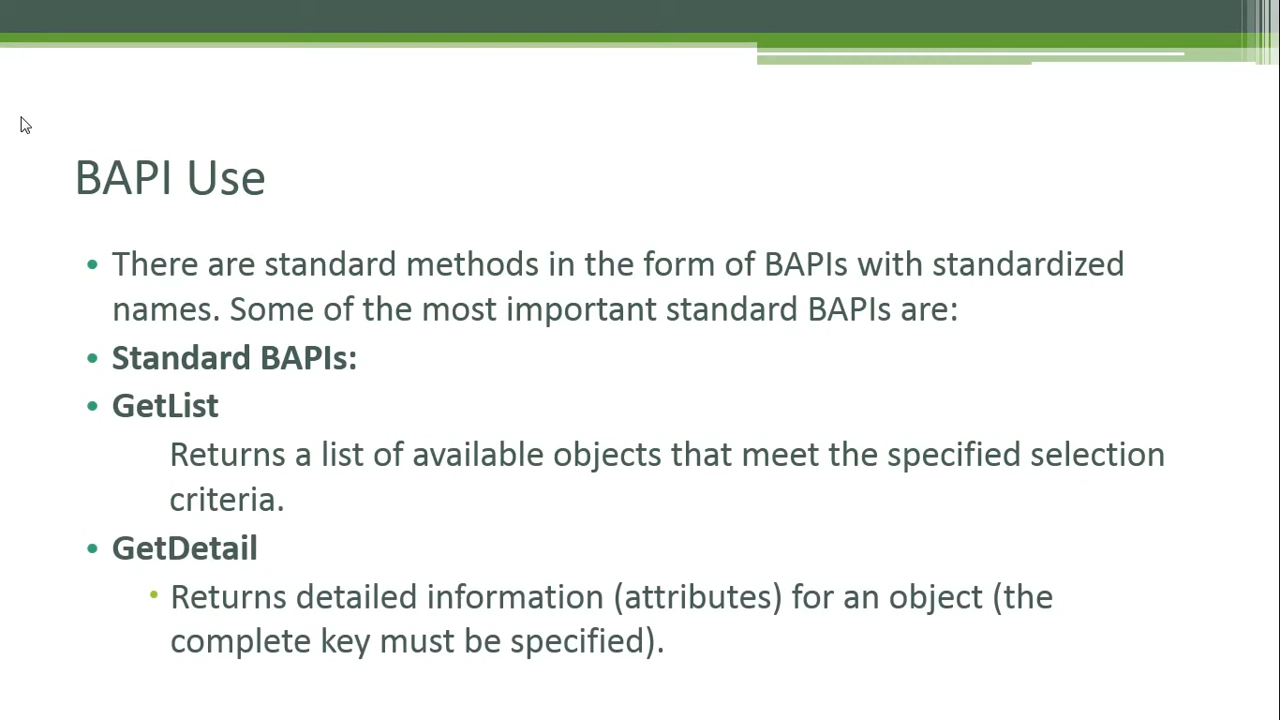 BAPI Use
• There are standard methods in the form of BAPIs with standardized
names. Some of the most important standard BAPIs are:
• Standard BAPIs:
• GetList
Returns a list of available objects that meet the specified selection
criteria.
• GetDetail
• Returns detailed information (attributes) for an object (the
complete key must be specified).